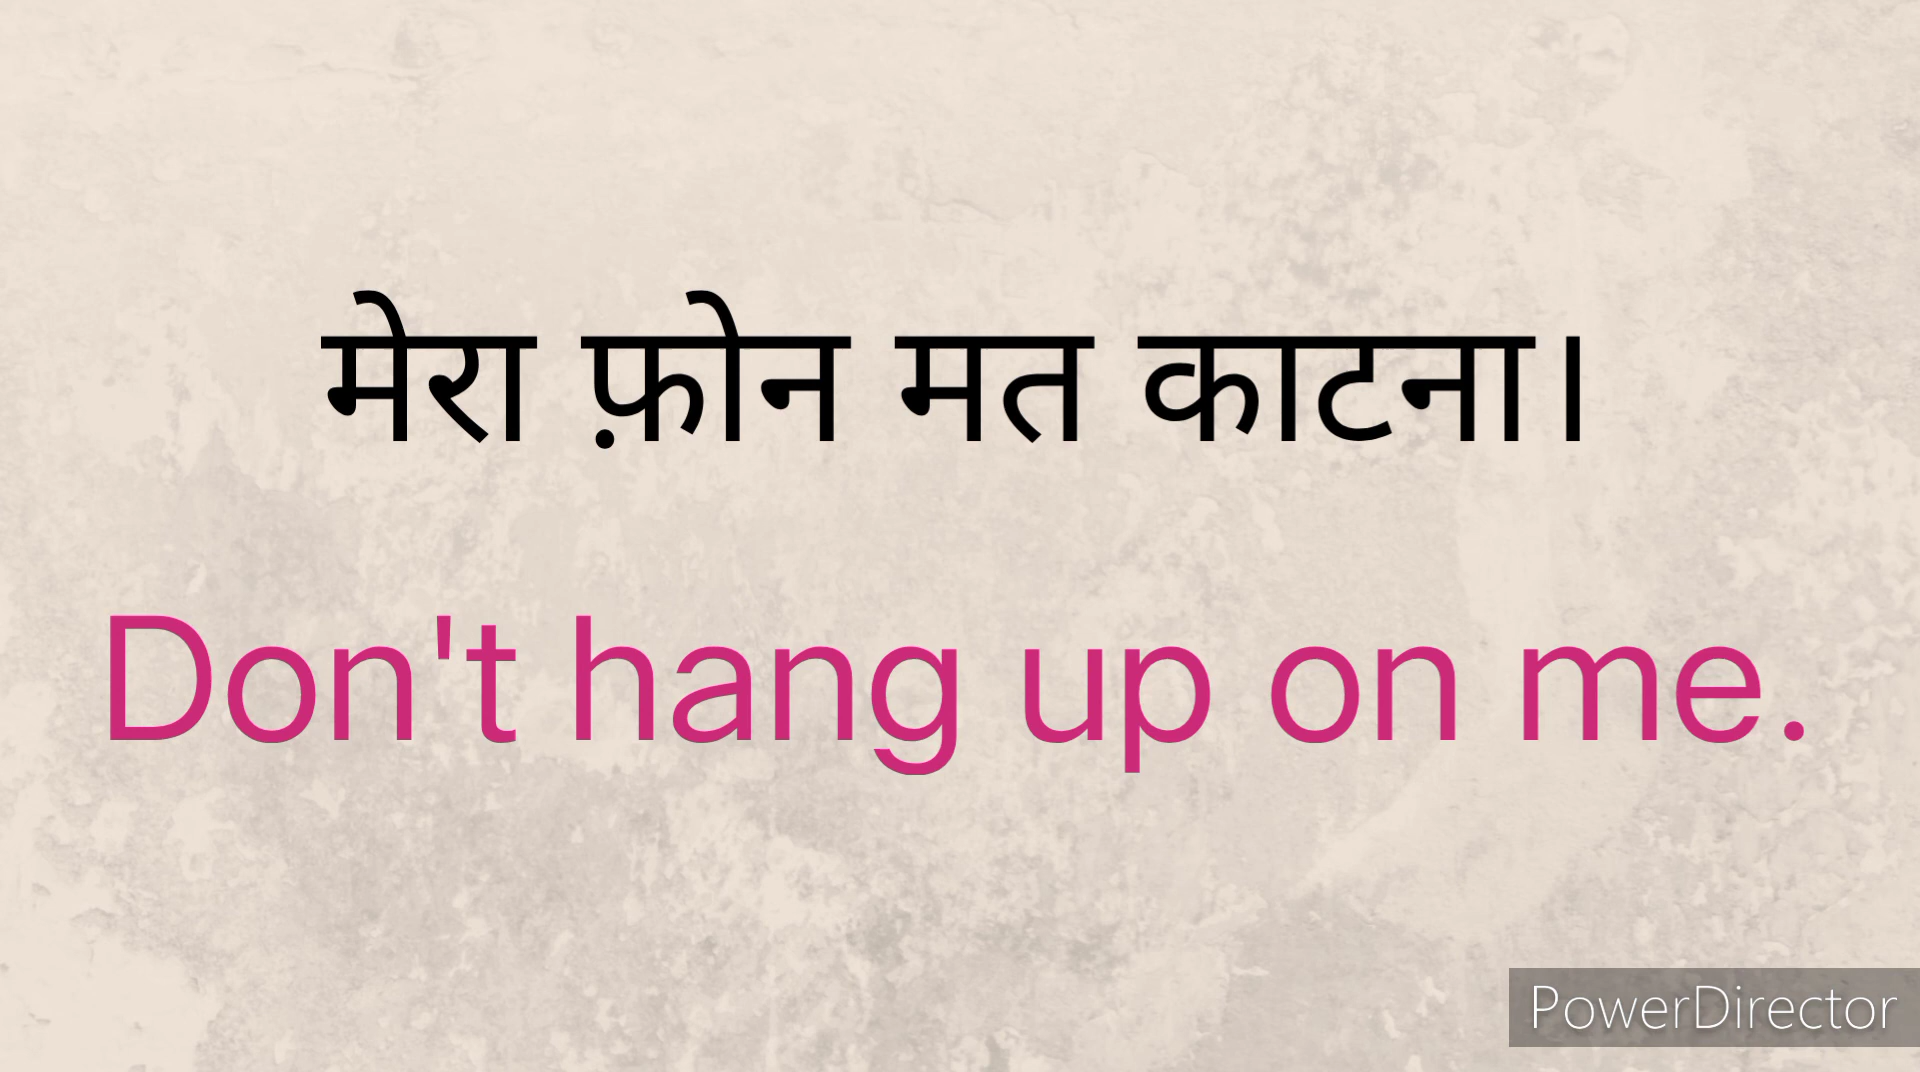 मेरा फ़ोन मत काटना।
Don't hang up on me.
PowerDirector